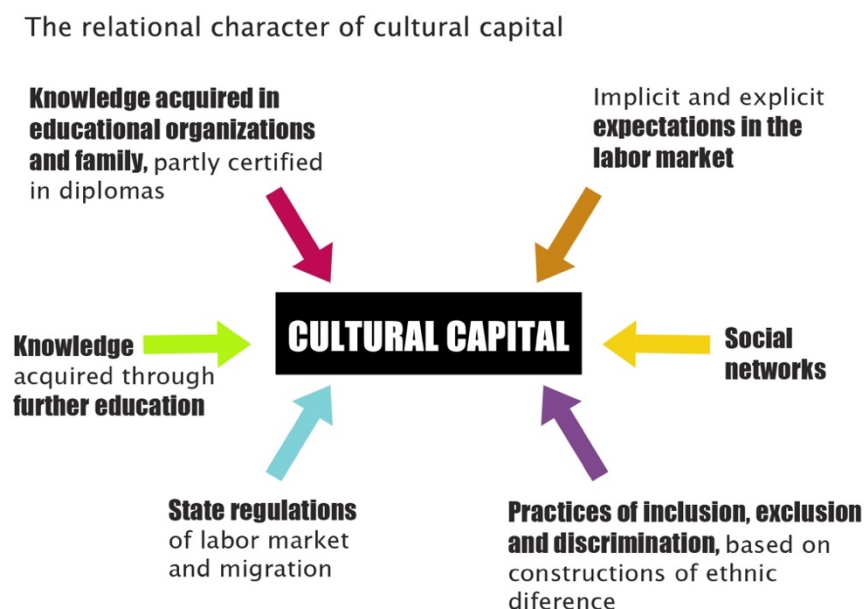 The relational character of cultural capital
Knowledge acquired in
educational organizations
and family, partly certified
in diplomas
Implicit and explicit
expectations in the
labor market
CULTURAL CAPITAL
Knowledge
acquired through
further education
Social
networks
State regulations
of labor market
and migration
Practices of inclusion, exclusion
and discrimination, based on
constructions of ethnic
diference